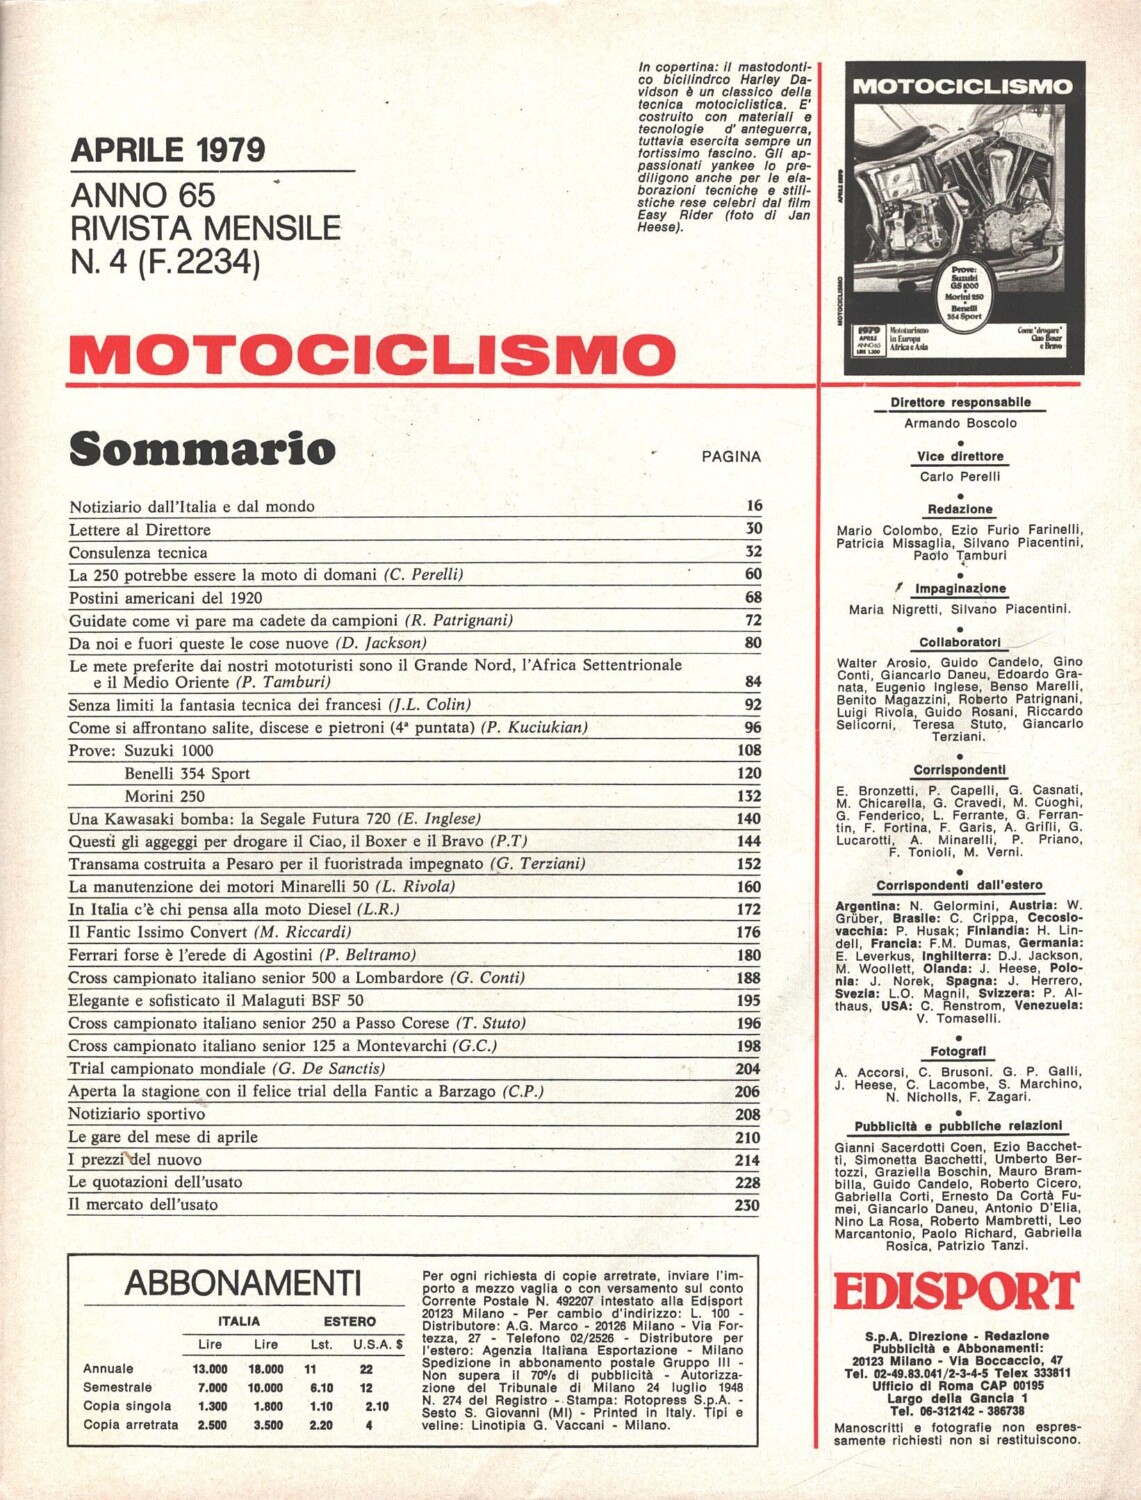 In copertina: il mastodonti-
co bicilindrco Harley Da-
vidson è un classico della
tecnica motociclistica. E'
costruito con materiali e
tecnologie d' anteguerra,
tuttavia esercita sempre un
fortissimo fascino. Gli ap-
passionati yankee lo pre-
diligono anche per le ela-
borazioni tecniche e stili-
stiche rese celebri dal film
Easy Rider (foto di Jan
Heese).
APRILE 1979
ANNO 65
RIVISTA MENSILE
N. 4 (F.2234)
MOTOCICLISMO
MOTOCICLISMO
APRILE 1979
MOTOCICLISMO
Prove:
Suzuki
GS 1000
Morini 250
Benelli
354 Sport
1979
APRILE
ANNO 65
LIRE 1.300
Mototurismo
in Europa
Africa e Asia
Come "drogare"
Ciao Boxer
e Bravo
Sommario
PAGINA
Notiziario dall'Italia e dal mondo 16
Lettere al Direttore 30
Consulenza tecnica 32
La 250 potrebbe essere la moto di domani (C. Perelli) 60
Postini americani del 1920 68
Guidate come vi pare ma cadete da campioni (R. Patrignani) 72
Da noi e fuori queste le cose nuove (D. Jackson) 80
Le mete preferite dai nostri mototuristi sono il Grande Nord, l'Africa Settentrionale
e il Medio Oriente (P. Tamburi) 84
Senza limiti la fantasia tecnica dei francesi (J.L. Colin) 92
Come si affrontano salite, discese e pietroni (4ª puntata) (P. Kuciukian) 96
Prove: Suzuki 1000 108
Benelli 354 Sport 120
Morini 250 132
Una Kawasaki bomba: la Segale Futura 720 (E. Inglese) 140
Questi gli aggeggi per drogare il Ciao, il Boxer e il Bravo (P.T) 144
Transama costruita a Pesaro per il fuoristrada impegnato (G. Terziani) 152
La manutenzione dei motori Minarelli 50 (L. Rivola) 160
In Italia c'è chi pensa alla moto Diesel (L.R.) 172
Il Fantic Issimo Convert (M. Riccardi) 176
Ferrari forse è l'erede di Agostini (P. Beltramo) 180
Cross campionato italiano senior 500 a Lombardore (G. Conti) 188
Elegante e sofisticato il Malaguti BSF 50 195
Cross campionato italiano senior 250 a Passo Corese (T. Stuto) 196
Cross campionato italiano senior 125 a Montevarchi (G.C.) 198
Trial campionato mondiale (G. De Sanctis) 204
Aperta la stagione con il felice trial della Fantic a Barzago (C.P.) 206
Notiziario sportivo 208
Le gare del mese di aprile 210
I prezzi del nuovo 214
Le quotazioni dell'usato 228
Il mercato dell'usato 230
ABBONAMENTI
ITALIA ESTERO
Lire Lire Lst. U.S.A. $
Annuale 13.000 18.000 11 22
Semestrale 7.000 10.000 6.10 12
Copia singola 1.300 1.800 1.10 2.10
Copia arretrata 2.500 3.500 2.20 4
Per ogni richiesta di copie arretrate, inviare l'im-
porto a mezzo vaglia o con versamento sul conto
Corrente Postale N. 492207 intestato alla Edisport
20123 Milano - Per cambio d'indirizzo: L. 100 -
Distributore: A.G. Marco - 20126 Milano - Via For-
tezza, 27 - Telefono 02/2526 - Distributore per
l'estero: Agenzia Italiana Esportazione - Milano
Spedizione in abbonamento postale Gruppo III -
Non supera il 70% di pubblicità - Autorizza-
zione del Tribunale di Milano 24 luglio 1948
N. 274 del Registro - Stampa: Rotopress S.p.A. -
Sesto S. Giovanni (MI) - Printed in Italy. Tipi e
veline: Linotipia G. Vaccani - Milano.
Direttore responsabile
Armando Boscolo
Vice direttore
Carlo Perelli
Redazione
Mario Colombo, Ezio Furio Farinelli,
Patricia Missaglia, Silvano Piacentini,
Paolo Tamburi
Impaginazione
Maria Nigretti, Silvano Piacentini.
Collaboratori
Walter Arosio, Guido Candelo, Gino
Conti, Giancarlo Daneu, Edoardo Gra-
nata, Eugenio Inglese, Benso Marelli,
Benito Magazzini, Roberto Patrignani,
Luigi Rivola, Guido Rosani, Riccardo
Selicorni, Teresa Stuto, Giancarlo
Terziani.
Corrispondenti
E. Bronzetti, P. Capelli, G. Casnati,
M. Chicarella, G. Cravedi, M. Cuoghi,
G. Fenderico, L. Ferrante, G. Ferran-
tin, F. Fortina, F. Garis, A. Grifli, G.
Lucarotti, A. Minarelli, P. Priano,
F. Tonioli, M. Verni.
Corrispondenti dall'estero
Argentina: N. Gelormini, Austria: W.
Grüber, Brasile: C. Crippa, Cecoslo-
vacchia: P. Husak; Finlandia: H. Lin-
dell, Francia: F.M. Dumas, Germania:
E. Leverkus, Inghilterra: D.J. Jackson,
M. Woollett, Olanda: J. Heese, Polo-
nia: J. Norek, Spagna: J. Herrero,
Svezia: L.O. Magnil, Svizzera: P. Al-
thaus, USA: C. Renstrom, Venezuela:
V. Tomaselli.
Fotografi
A. Accorsi, C. Brusoni. G. P. Galli,
J. Heese, C. Lacombe, S. Marchino,
N. Nicholls, F. Zagari.
Pubblicità e pubbliche relazioni
Gianni Sacerdotti Coen, Ezio Bacchet-
ti, Simonetta Bacchetti, Umberto Ber-
tozzi, Graziella Boschin, Mauro Bram-
billa, Guido Candelo, Roberto Cicero,
Gabriella Corti, Ernesto Da Cortà Fu-
mei, Giancarlo Daneu, Antonio D'Elia,
Nino La Rosa, Roberto Mambretti, Leo
Marcantonio, Paolo Richard, Gabriella
Rosica, Patrizio Tanzi.
EDISPORT
S.p.A. Direzione - Redazione
Pubblicità e Abbonamenti:
20123 Milano - Via Boccaccio, 47
Tel. 02-49.83.041/2-3-4-5 Telex 333811
Ufficio di Roma CAP 00195
Largo della Gancia 1
Tel. 06-312142 - 386738
Manoscritti e fotografie non espres-
samente richiesti non si restituiscono.